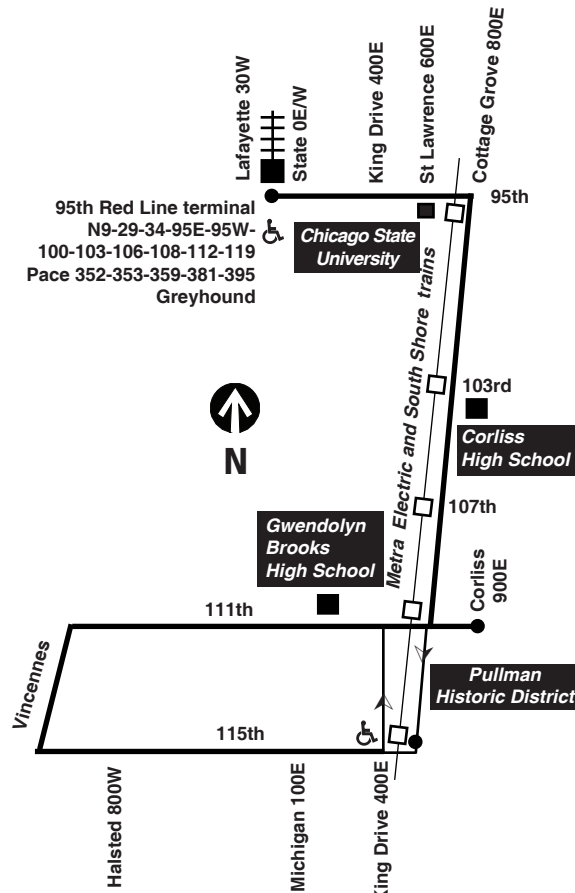 Lafayette 30W
State 0E/W
King Drive 400E
St Lawrence 600E
Cottage Grove 800E
95th
95th Red Line terminal
N9-29-34-95E-95W-
100-103-106-108-112-119
Pace 352-353-359-381-395
Greyhound
Chicago State
University
Metra Electric and South Shore trains
N
103rd
Corliss
High School
107th
Gwendolyn
Brooks
High School
Corliss
900E
111th
Vincennes
Pullman
Historic District
115th
Halsted 800W
Michigan 100E
King Drive 400E